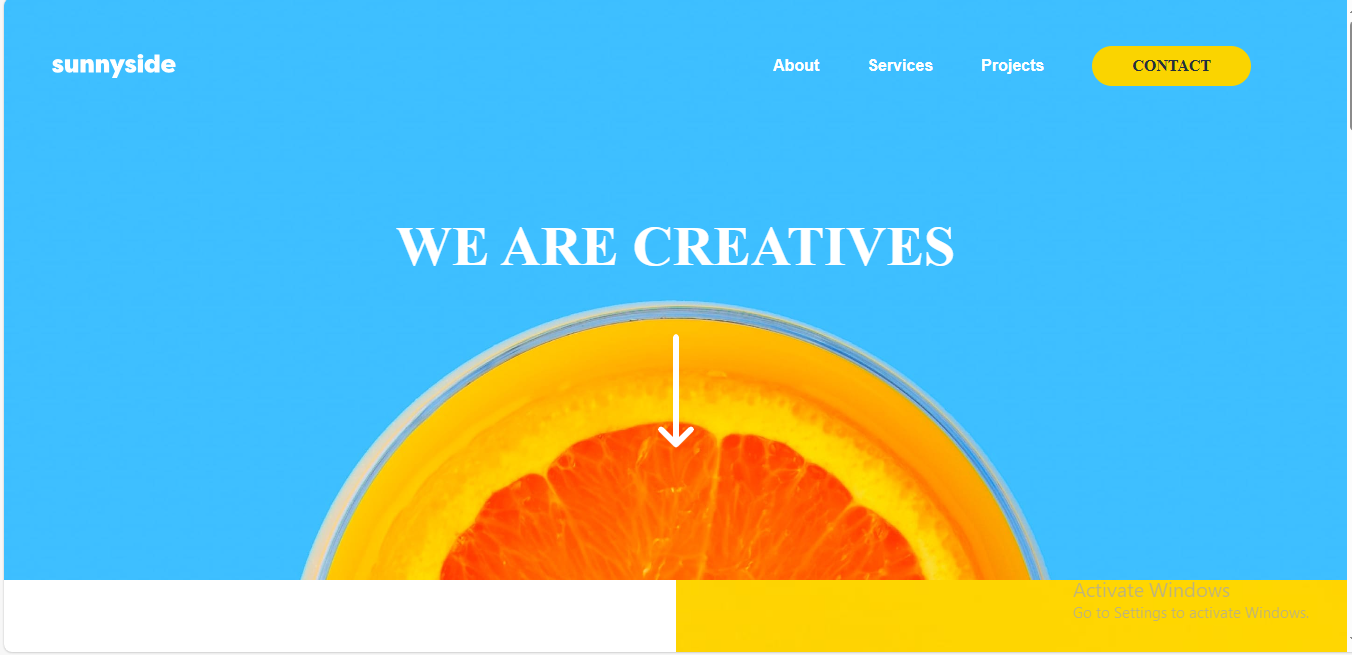 sunnyside
About
Services
Projects
CONTACT
WE ARE CREATIVES
Activate Windows
Go to Settings to activate Windows.